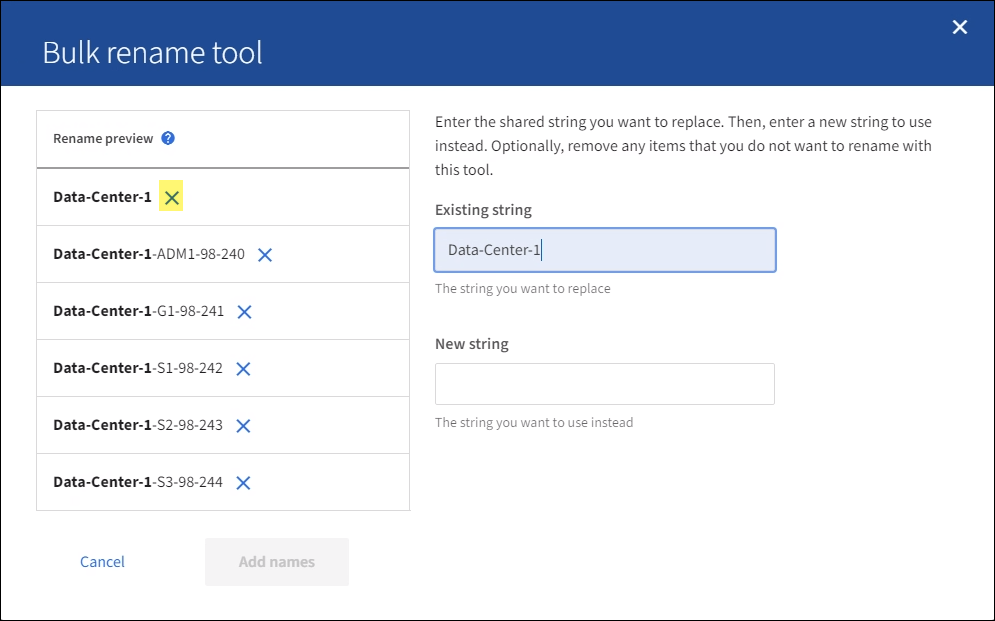 Bulk rename tool
Rename preview
Data-Center-1
Data-Center-1-ADM1-98-240
Data-Center-1-G1-98-241
Data-Center-1-S1-98-242
Data-Center-1-S2-98-243
Data-Center-1-S3-98-244
Cancel
Add names
Enter the shared string you want to replace. Then, enter a new string to use
instead. Optionally, remove any items that you do not want to rename with
this tool.
Existing string
Data-Center-1
The string you want to replace
New string
The string you want to use instead